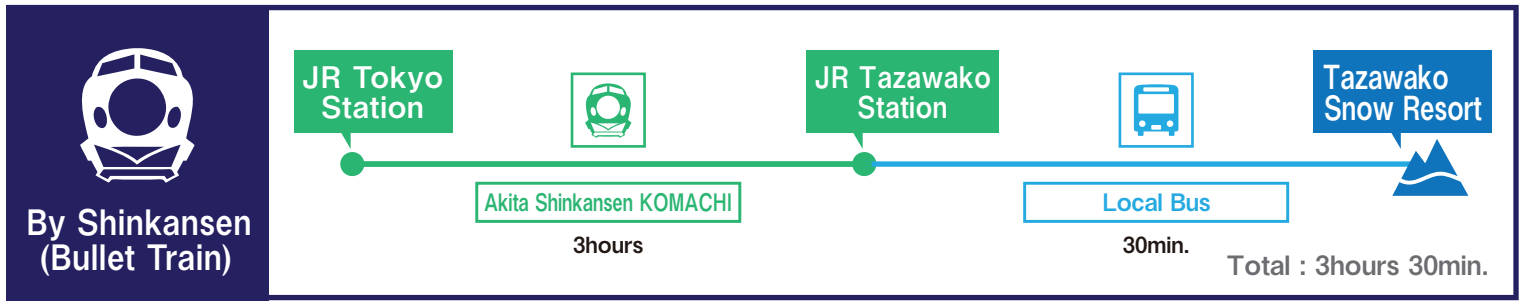 By Shinkansen
(Bullet Train)
JR Tokyo
Station
Akita Shinkansen KOMACHI
3hours
JR Tazawako
Station
Local Bus
30min.
Tazawako
Snow Resort
Total : 3hours 30min.